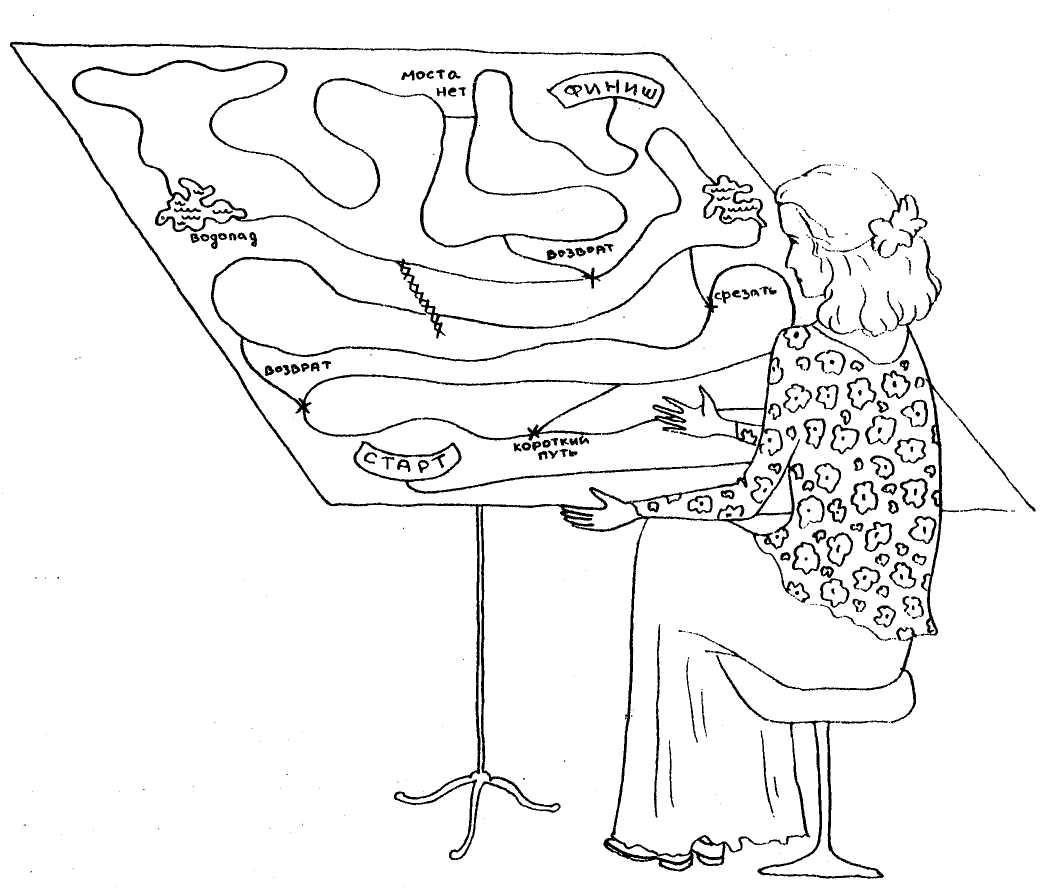 моста
нет
ФИНИШ
водопад
ВОЗВРАТ
срезать
ВОЗВРАТ
КОРОТКИЙ
ПУТЬ
СТАРТ